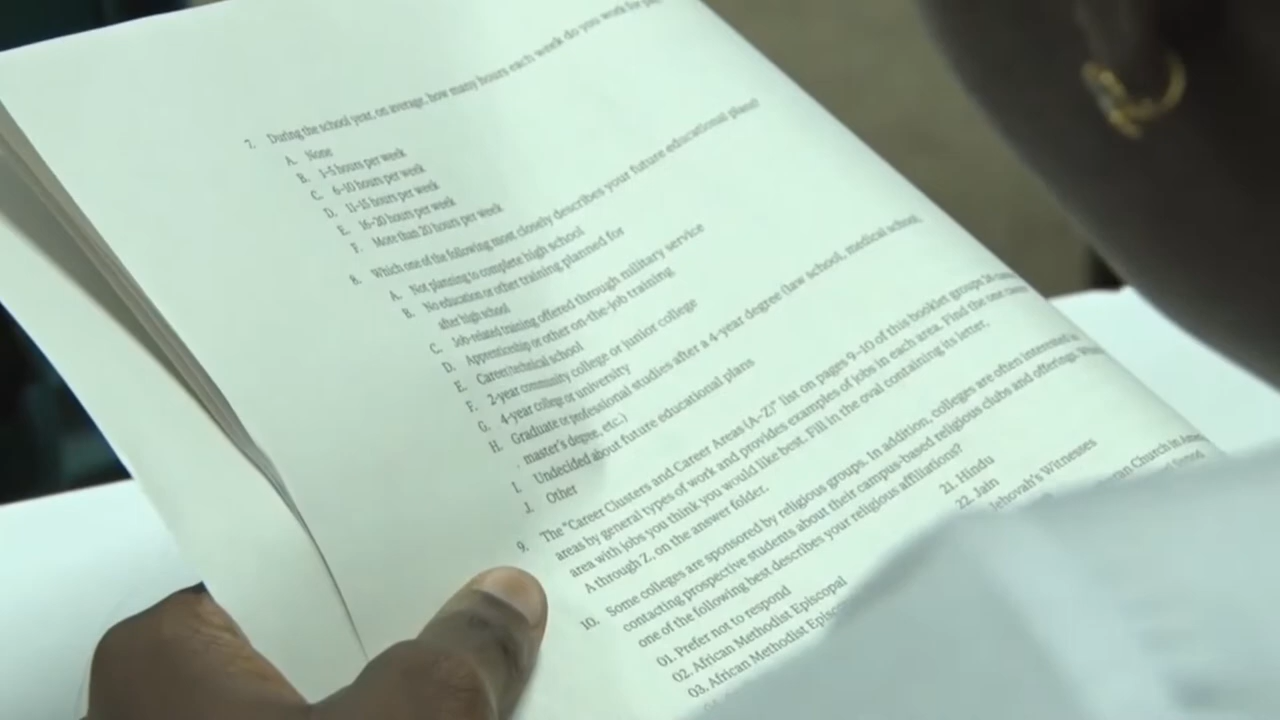 7. During the school year, on average, how many hours each week do you work for
A. None
B. 1–5 hours per week
C. 6–10 hours per week
D. 11–15 hours per week
E. 16–20 hours per week
F. More than 20 hours per week
8. Which one of the following most closely describes your future educational plans?
A. Not planning to complete high school
B. No education or other training planned for
after high school
C. Job-related training offered through military service
D. Apprenticeship or other on-the-job training
E. Career/technical school
F. 2-year community college or junior college
G. 4-year college or university
H. Graduate or professional studies after a 4-year degree (law school, medical school,
master's degree, etc.)
I. Undecided about future educational plans
J. Other
9. The "Career Clusters and Career Areas (A–Z)" list on pages 9–10 of this booklet groups
areas by general types of work and provides examples of jobs in each area. Find the one
area with jobs you think you would like best. Fill in the oval containing its letter,
A through Z, on the answer folder.
10. Some colleges are sponsored by religious groups. In addition, colleges are often interested
contacting prospective students about their campus-based religious clubs and offerings.
one of the following best describes your religious affiliations?
01. Prefer not to respond
02. African Methodist Episcopal
03. African Methodist
21. Hindu
22. Jain
Jehovah's Witnesses
Church in